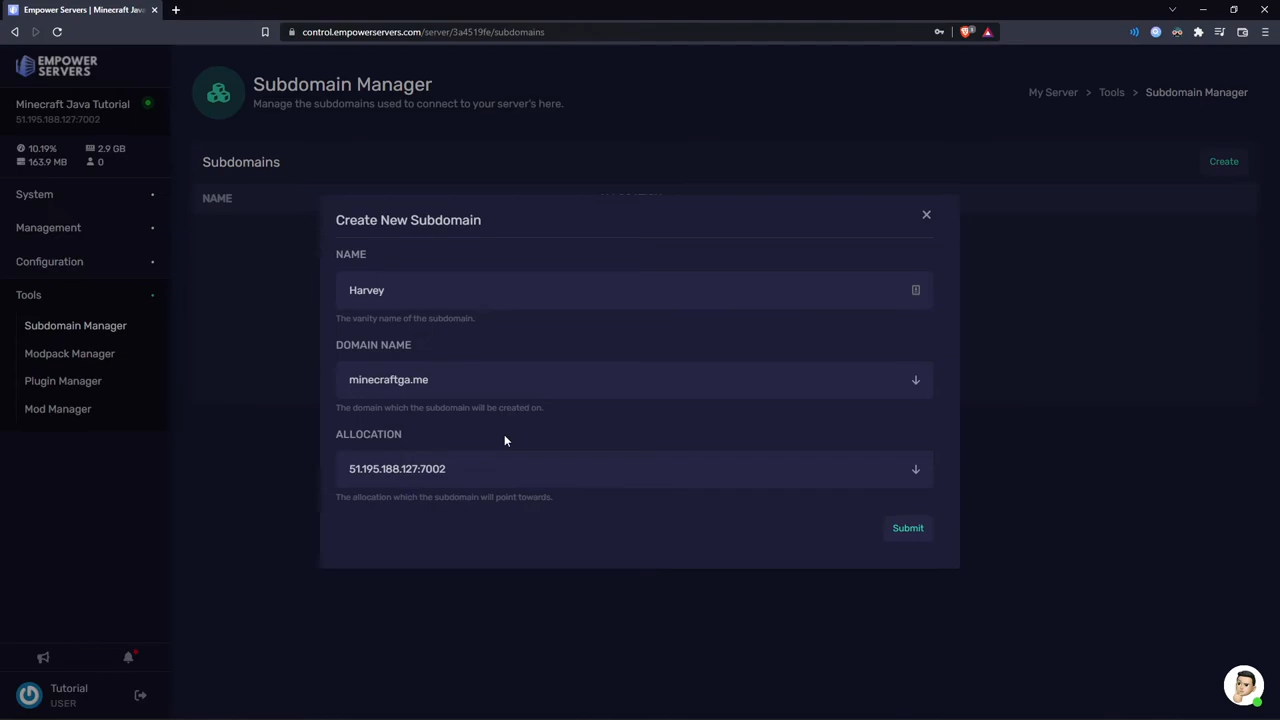 Empower Servers | Minecraft Java
control.empowerservers.com/server/3a4519fe/subdomains
EMPOWER
SERVERS
Minecraft Java Tutorial
51.195.188.127:7002
10.19%
2.9 GB
163.9 MB
0
System
Management
Configuration
Tools
Subdomain Manager
Modpack Manager
Plugin Manager
Mod Manager
Tutorial
USER
Subdomain Manager
Manage the subdomains used to connect to your server's here.
My Server > Tools > Subdomain Manager
Subdomains
Create
NAME
Create New Subdomain
NAME
Harvey
The vanity name of the subdomain.
DOMAIN NAME
minecraftga.me
The domain which the subdomain will be created on.
ALLOCATION
51.195.188.127:7002
The allocation which the subdomain will point towards.
Submit